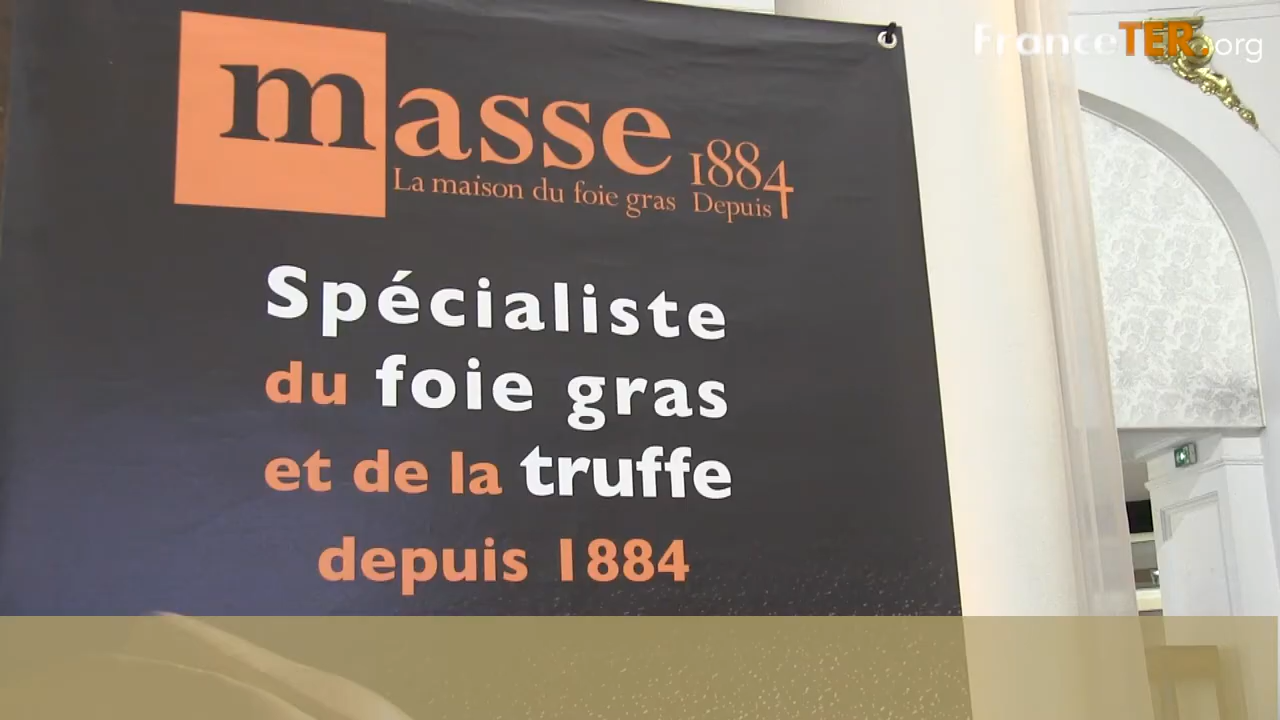 FranceTER.org
masse 1884
La maison du foie gras Depuis
Spécialiste
du foie gras
et de la truffe
depuis 1884